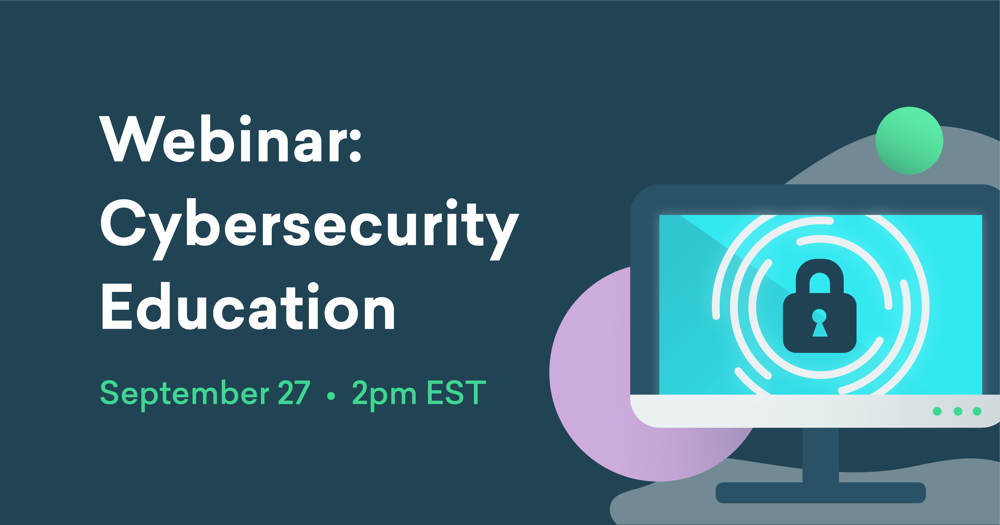 Webinar:
Cybersecurity
Education
September 27 • 2pm EST